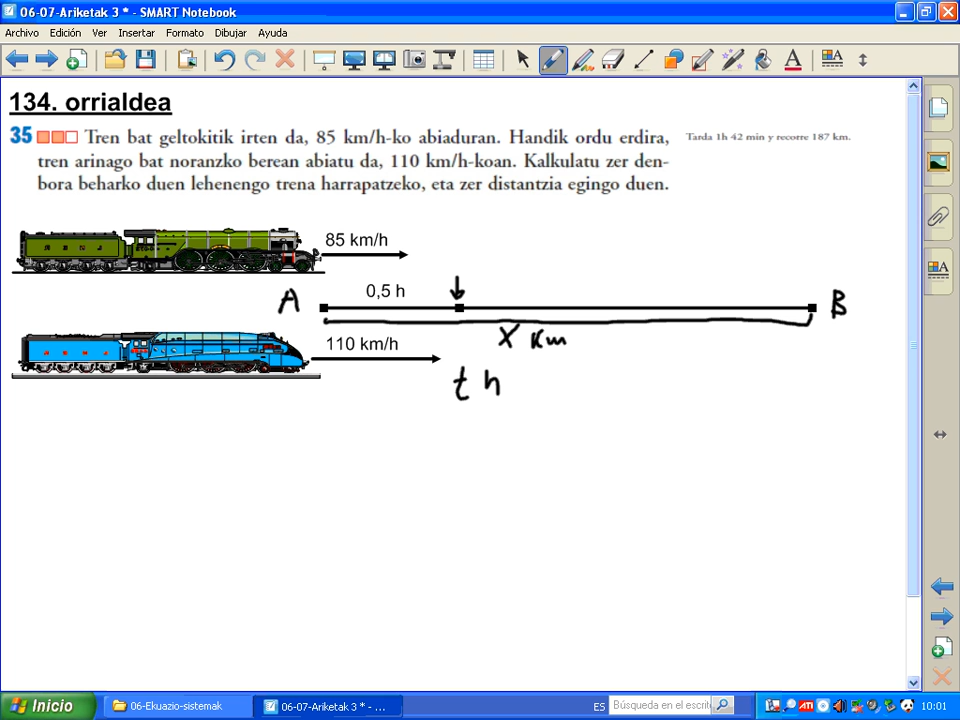 06-07-Ariketak 3 * - SMART Notebook
Archivo Edición Ver Insertar Formato Dibujar Ayuda
134. orrialdea
35 Tren bat geltokitik irten da, 85 km/h-ko abiaduran. Handik ordu erdira,
tren arinago bat noranzko berean abiatu da, 110 km/h-koan. Kalkulatu zer den-
bora beharko duen lehenengo trena harrapatzeko, eta zer distantzia egingo duen.
Tarda 1h 42 min y recorre 187 km.
85 km/h
0,5 h
A
B
X Km
110 km/h
t h
Inicio
06-Ekuazio-sistemak
06-07-Ariketak 3 * - ...
ES
Búsqueda en el escrito
10:01